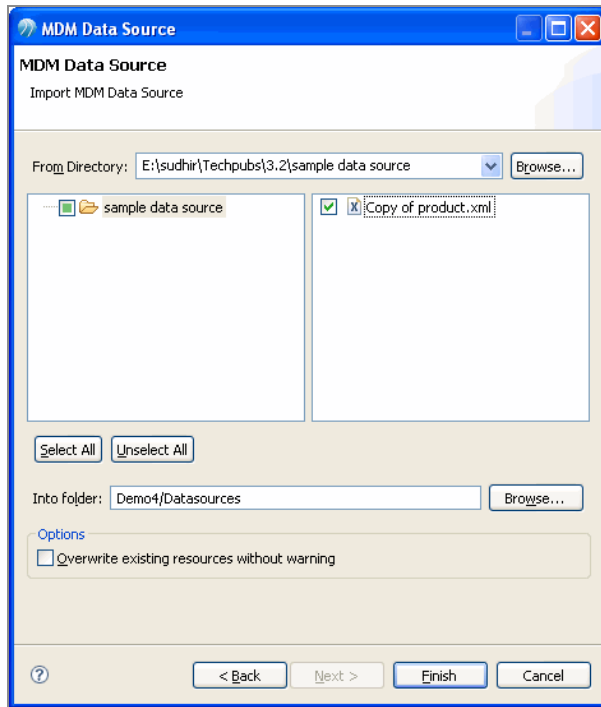 MDM Data Source
MDM Data Source
Import MDM Data Source
From Directory: E:\sudhir\Techpubs\3.2\sample data source Browse...
sample data source
Copy of product.xml
Select All Unselect All
Into folder: Demo4/Datasources Browse...
Options
Overwrite existing resources without warning
? < Back Next > Finish Cancel